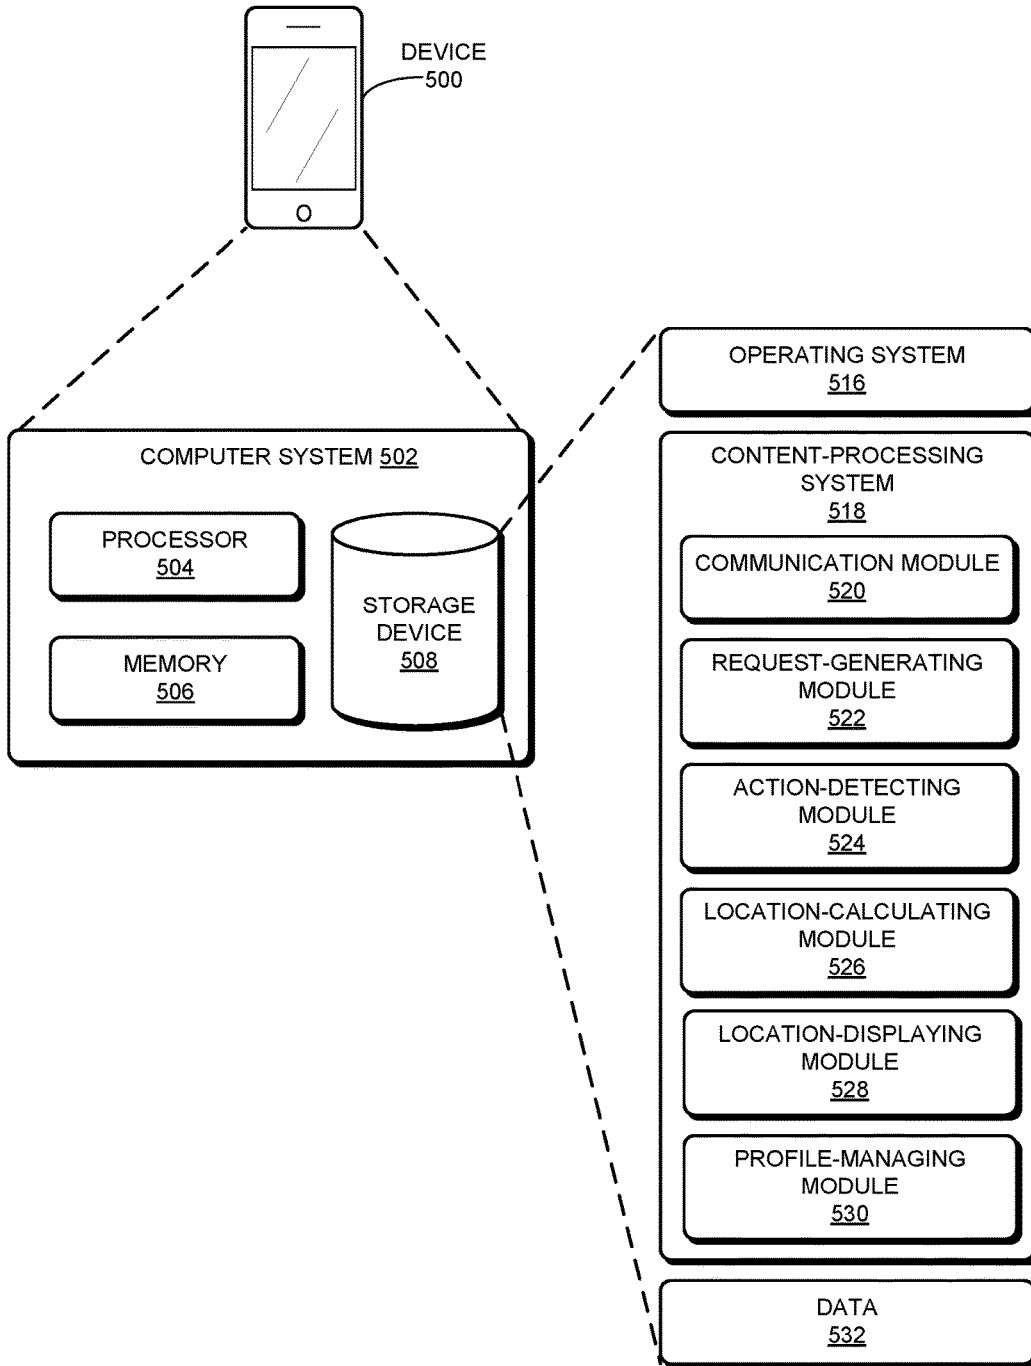 DEVICE
500
COMPUTER SYSTEM 502
PROCESSOR
504
MEMORY
506
STORAGE
DEVICE
508
OPERATING SYSTEM
516
CONTENT-PROCESSING
SYSTEM
518
COMMUNICATION MODULE
520
REQUEST-GENERATING
MODULE
522
ACTION-DETECTING
MODULE
524
LOCATION-CALCULATING
MODULE
526
LOCATION-DISPLAYING
MODULE
528
PROFILE-MANAGING
MODULE
530
DATA
532